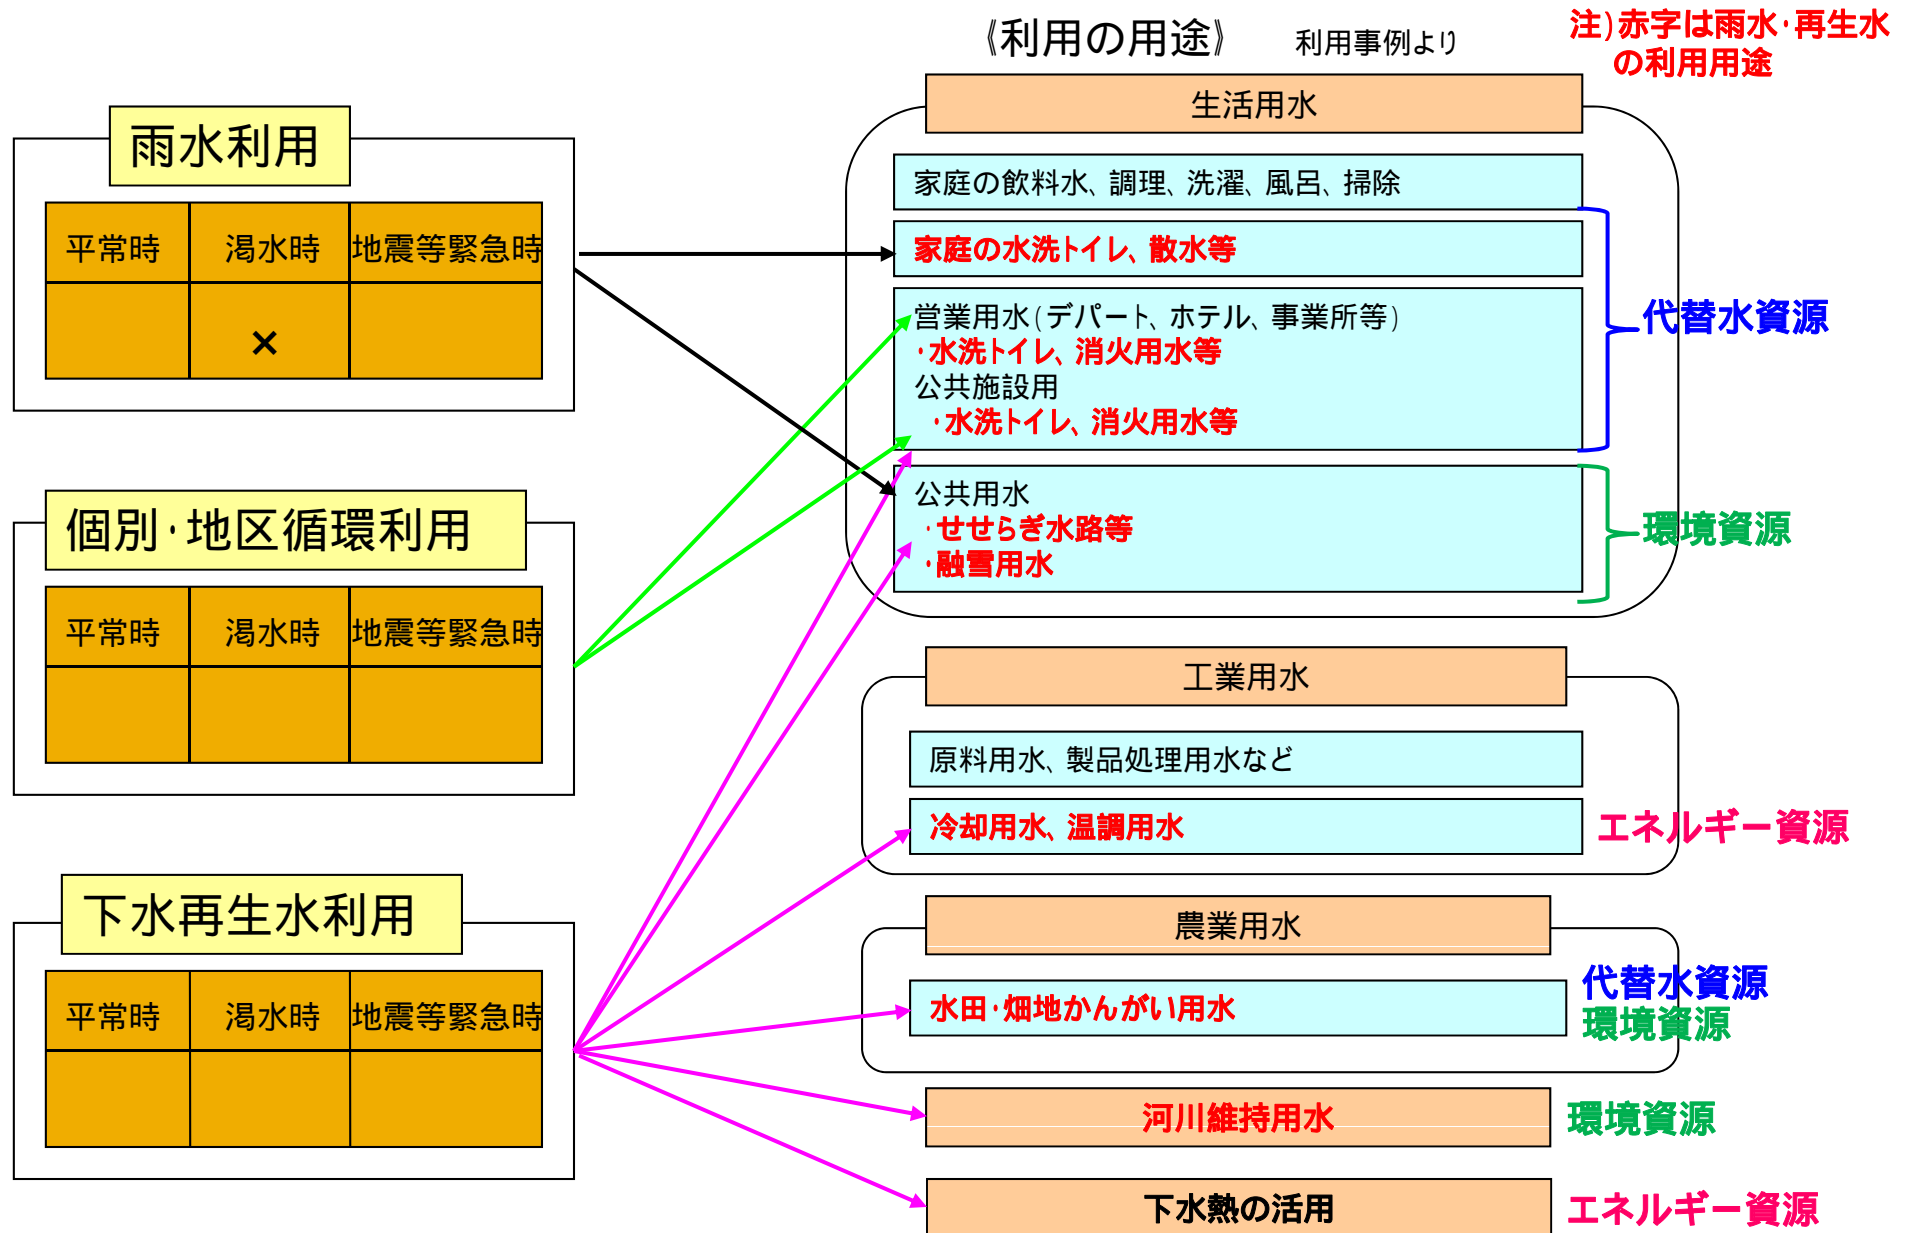 《利用の用途》 利用事例より
注)赤字は雨水・再生水
の利用用途
雨水利用
平常時 渇水時 地震等緊急時
×
個別・地区循環利用
平常時 渇水時 地震等緊急時
下水再生水利用
平常時 渇水時 地震等緊急時
生活用水
家庭の飲料水、調理、洗濯、風呂、掃除
家庭の水洗トイレ、散水等
営業用水(デパート、ホテル、事業所等)
・水洗トイレ、消火用水等
公共施設用
・水洗トイレ、消火用水等
代替水資源
公共用水
・せせらぎ水路等
・融雪用水
環境資源
工業用水
原料用水、製品処理用水など
冷却用水、温調用水
エネルギー資源
農業用水
水田・畑地かんがい用水
代替水資源
環境資源
河川維持用水
環境資源
下水熱の活用
エネルギー資源